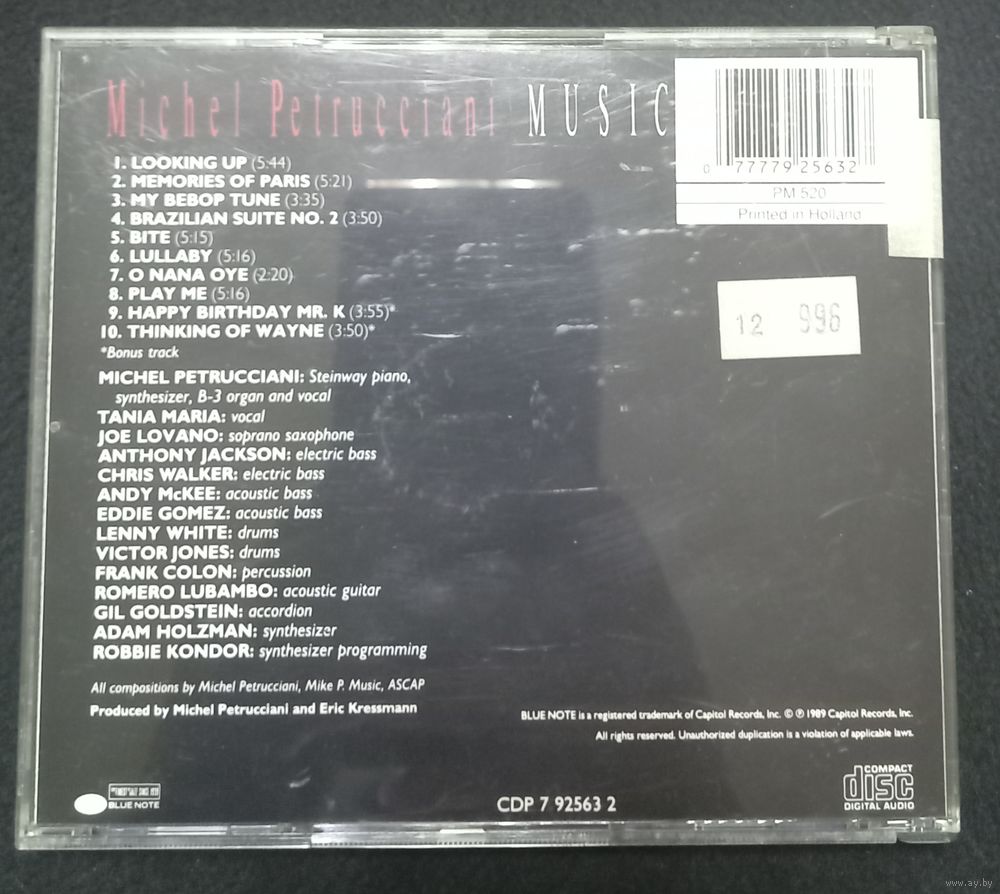 Michel Petrucciani MUSIC
1. LOOKING UP (5:44)
2. MEMORIES OF PARIS (5:21)
3. MY BEBOP TUNE (3:35)
4. BRAZILIAN SUITE NO. 2 (3:50)
5. BITE (5:15)
6. LULLABY (5:16)
7. O NANA OYE (2:20)
8. PLAY ME (5:16)
9. HAPPY BIRTHDAY MR. K (3:55)*
10. THINKING OF WAYNE (3:50)*
*Bonus track
MICHEL PETRUCCIANI: Steinway piano,
synthesizer, B-3 organ and vocal
TANIA MARIA: vocal
JOE LOVANO: soprano saxophone
ANTHONY JACKSON: electric bass
CHRIS WALKER: electric bass
ANDY McKEE: acoustic bass
EDDIE GOMEZ: acoustic bass
LENNY WHITE: drums
VICTOR JONES: drums
FRANK COLON: percussion
ROMERO LUBAMBO: acoustic guitar
GIL GOLDSTEIN: accordion
ADAM HOLZMAN: synthesizer
ROBBIE KONDOR: synthesizer programming
All compositions by Michel Petrucciani, Mike P. Music, ASCAP
Produced by Michel Petrucciani and Eric Kressmann
0 77779 25632
PM 520
Printed in Holland
12 996
BLUE NOTE is a registered trademark of Capitol Records, Inc. © ℗ 1989 Capitol Records, Inc.
All rights reserved. Unauthorized duplication is a violation of applicable laws.
BLUE NOTE
CDP 7 92563 2
COMPACT
disc
DIGITAL AUDIO
www.ay.by